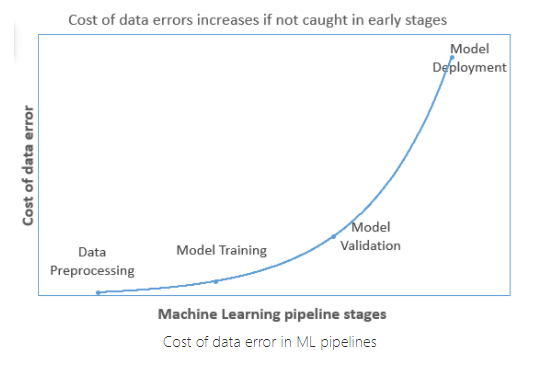 Cost of data errors increases if not caught in early stages
Model
Deployment
Cost of data error
Model
Validation
Model Training
Data
Preprocessing
Machine Learning pipeline stages
Cost of data error in ML pipelines